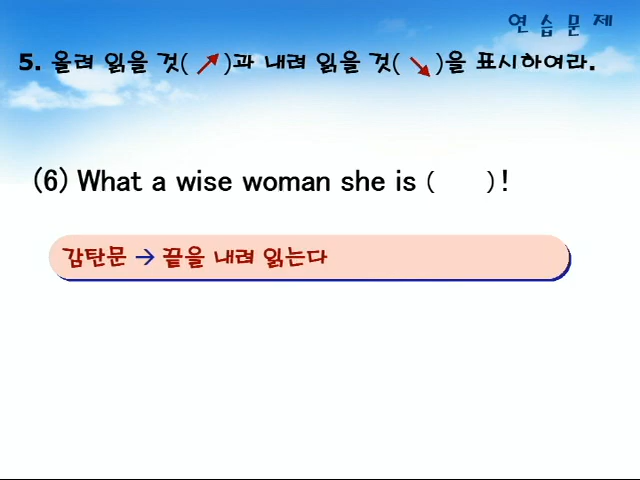 연 습 문 제
5. 올려 읽을 것( ↗ )과 내려 읽을 것( ↘ )을 표시하여라.
(6) What a wise woman she is (     )!
감탄문 → 끝을 내려 읽는다